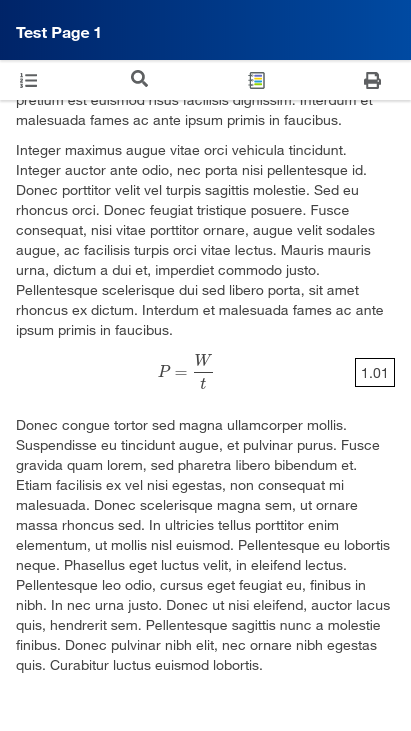 Test Page 1
pretium est euismod risus facilisis dignissim. Interdum et
malesuada fames ac ante ipsum primis in faucibus.
Integer maximus augue vitae orci vehicula tincidunt.
Integer auctor ante odio, nec porta nisi pellentesque id.
Donec porttitor velit vel turpis sagittis molestie. Sed eu
rhoncus orci. Donec feugiat tristique posuere. Fusce
consequat, nisi vitae porttitor ornare, augue velit sodales
augue, ac facilisis turpis orci vitae lectus. Mauris mauris
urna, dictum a dui et, imperdiet commodo justo.
Pellentesque scelerisque dui sed libero porta, sit amet
rhoncus ex dictum. Interdum et malesuada fames ac ante
ipsum primis in faucibus.
P = W/t 1.01
Donec congue tortor sed magna ullamcorper mollis.
Suspendisse eu tincidunt augue, et pulvinar purus. Fusce
gravida quam lorem, sed pharetra libero bibendum et.
Etiam facilisis ex vel nisi egestas, non consequat mi
malesuada. Donec scelerisque magna sem, ut ornare
massa rhoncus sed. In ultricies tellus porttitor enim
elementum, ut mollis nisl euismod. Pellentesque eu lobortis
neque. Phasellus eget luctus velit, in eleifend lectus.
Pellentesque leo odio, cursus eget feugiat eu, finibus in
nibh. In nec urna justo. Donec ut nisi eleifend, auctor lacus
quis, hendrerit sem. Pellentesque sagittis nunc a molestie
finibus. Donec pulvinar nibh elit, nec ornare nibh egestas
quis. Curabitur luctus euismod lobortis.